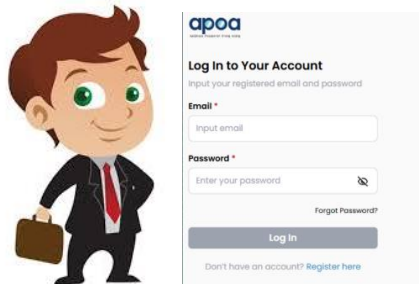 apoa
Log In to Your Account
Input your registered email and password
Email *
Input email
Password *
Enter your password
Forgot Password?
Log In
Don't have an account? Register here